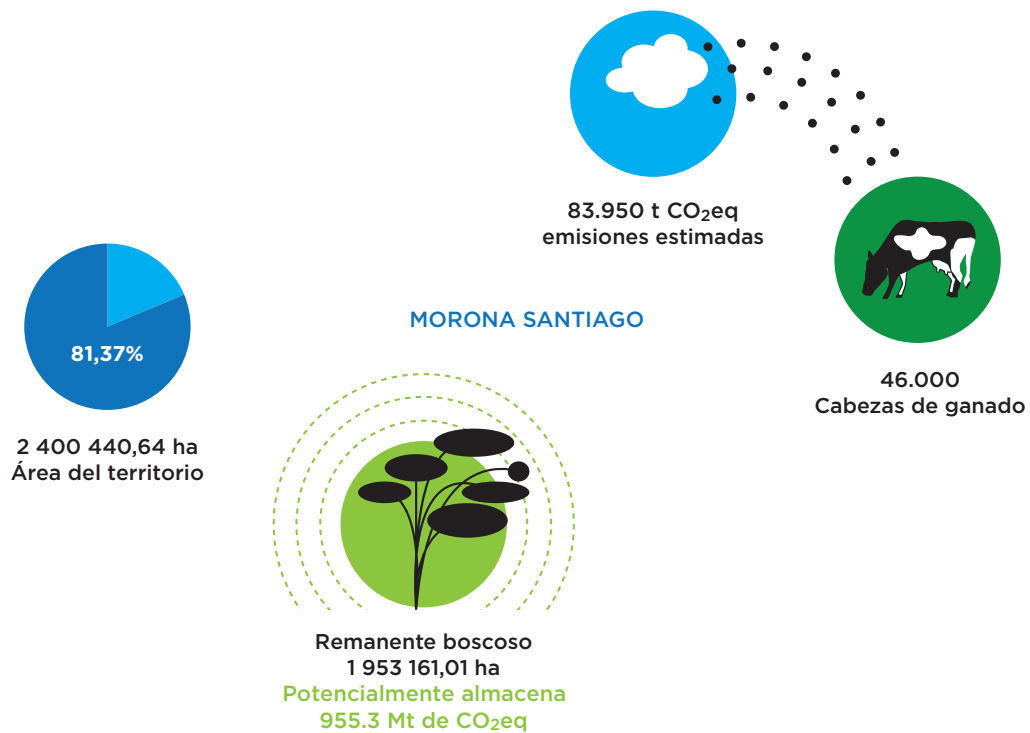 83.950 t CO₂eq
emisiones estimadas
46.000
Cabezas de ganado
MORONA SANTIAGO
81,37%
2 400 440,64 ha
Área del territorio
Remanente boscoso
1 953 161,01 ha
Potencialmente almacena
955.3 Mt de CO₂eq